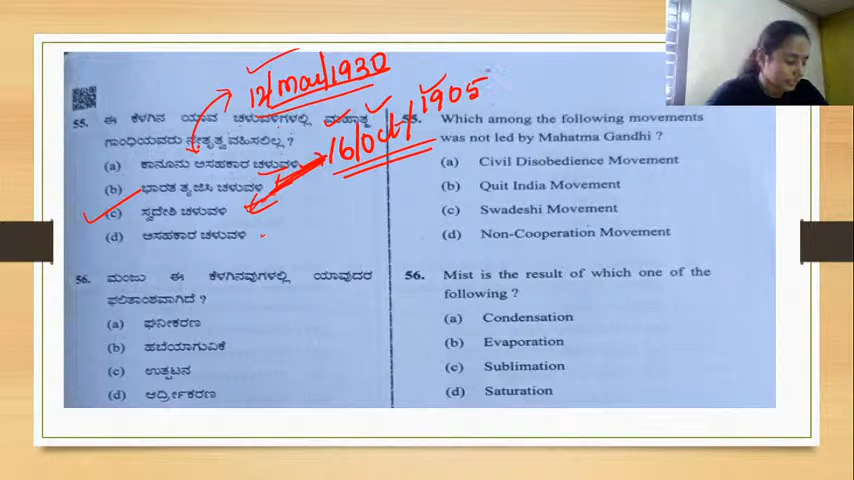 12/mar/1930
16/Oct/1905
55. ಈ ಕೆಳಗಿನ ಯಾವ ಚಳುವಳಿಗಳಲ್ಲಿ ಮಹಾತ್ಮ
ಗಾಂಧಿಯವರು ನೇತೃತ್ವ ವಹಿಸಲಿಲ್ಲ ?
(a) ಕಾನೂನು ಅಸಹಕಾರ ಚಳುವಳಿ
(b) ಭಾರತ ತ್ಯಜಿಸಿ ಚಳುವಳಿ
(c) ಸ್ವದೇಶಿ ಚಳುವಳಿ
(d) ಅಸಹಕಾರ ಚಳುವಳಿ
56. ಮಂಜು ಈ ಕೆಳಗಿನವುಗಳಲ್ಲಿ ಯಾವುದರ
ಫಲಿತಾಂಶವಾಗಿದೆ ?
(a) ಘನೀಕರಣ
(b) ಹಬೆಯಾಗುವಿಕೆ
(c) ಉತ್ಪಟನ
(d) ಆರ್ದ್ರೀಕರಣ
55. Which among the following movements
was not led by Mahatma Gandhi ?
(a) Civil Disobedience Movement
(b) Quit India Movement
(c) Swadeshi Movement
(d) Non-Cooperation Movement
56. Mist is the result of which one of the
following ?
(a) Condensation
(b) Evaporation
(c) Sublimation
(d) Saturation